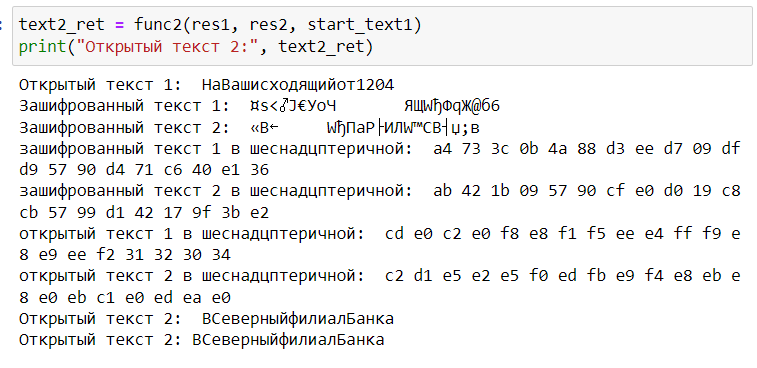 text2_ret = func2(res1, res2, start_text1)
print("Открытый текст 2:", text2_ret)
Открытый текст 1:  НаВашисходящийот1204
Зашифрованный текст 1:  ¤s<♂J€УоЧ	ЯЩWђФqЖ@б6
Зашифрованный текст 2:  «B←	WђПаР├ИЛW™СB┤џ;в
зашифрованный текст 1 в шеснадцптеричной:  a4 73 3c 0b 4a 88 d3 ee d7 09 df
d9 57 90 d4 71 c6 40 e1 36
зашифрованный текст 2 в шеснадцптеричной:  ab 42 1b 09 57 90 cf e0 d0 19 c8
cb 57 99 d1 42 17 9f 3b e2
открытый текст 1 в шеснадцптеричной:  cd e0 c2 e0 f8 e8 f1 f5 ee e4 ff f9 e
8 e9 ee f2 31 32 30 34
открытый текст 2 в шеснадцптеричной:  c2 d1 e5 e2 e5 f0 ed fb e9 f4 e8 eb e
8 e0 eb c1 e0 ed ea e0
Открытый текст 2:  ВСеверныйфилиалБанка
Открытый текст 2: ВСеверныйфилиалБанка